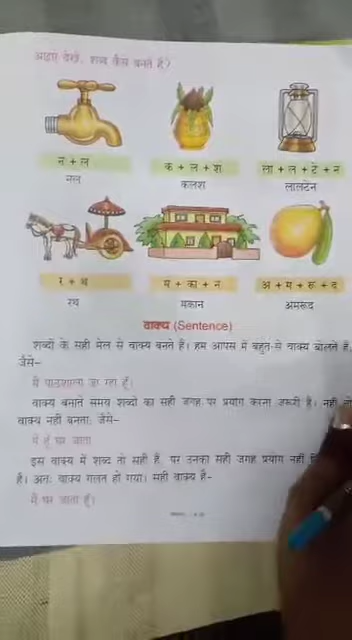 आइए देखें, शब्द कैसे बनते हैं?
न + ल
क + ल + श
ला + ल + टे + न
नल
कलश
लालटेन
र + थ
म + का + न
अ + म + रू + द
रथ
मकान
अमरूद
वाक्य (Sentence)
शब्दों के सही मेल से वाक्य बनते हैं। हम आपस में बहुत-से वाक्य बोलते हैं,
जैसे-
मैं पाठशाला जा रहा हूँ।
वाक्य बनाते समय शब्दों का सही जगह पर प्रयोग करना जरूरी है। नहीं तो
वाक्य नहीं बनता, जैसे-
मैं हूँ घर जाता
इस वाक्य में शब्द तो सही हैं, पर उनका सही जगह प्रयोग नहीं
है। अतः वाक्य गलत हो गया। सही वाक्य है-
मैं घर जाता हूँ।